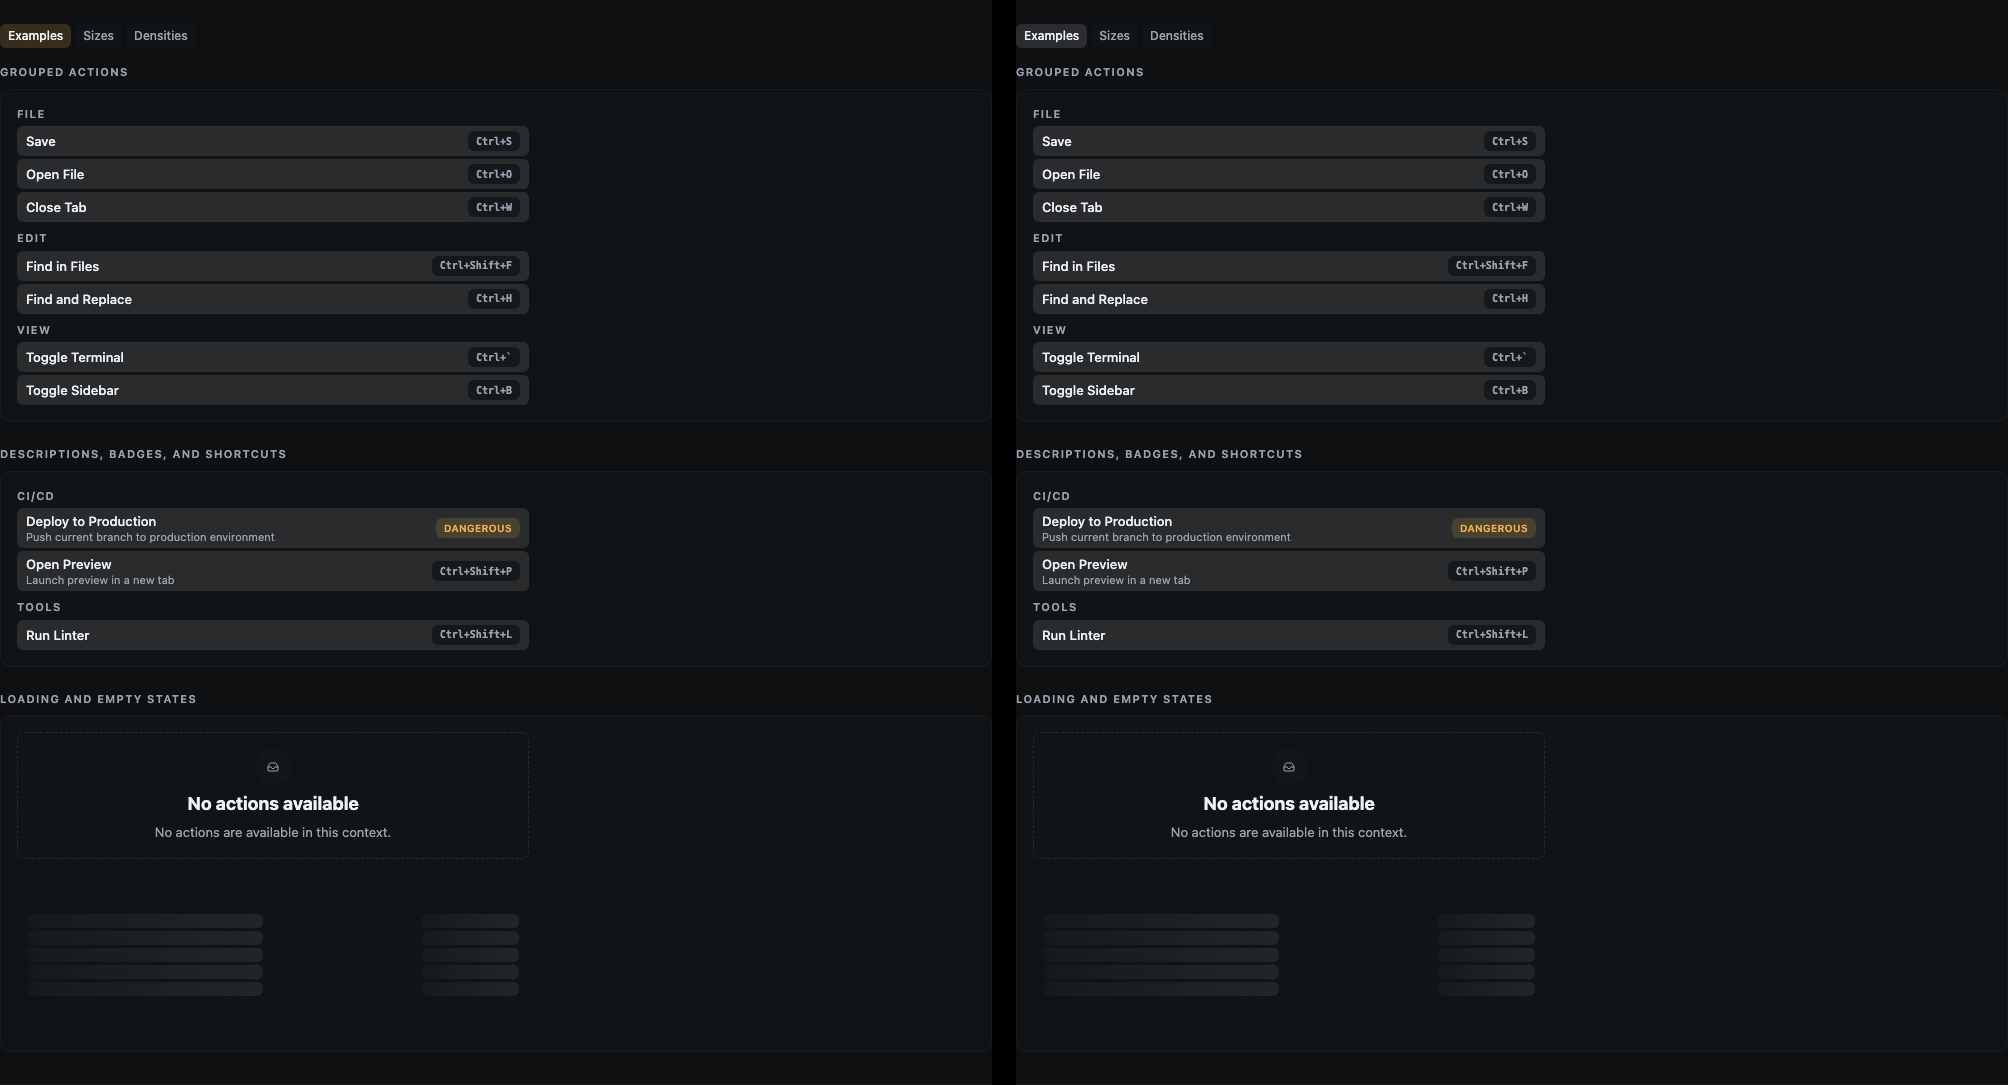 Examples Sizes Densities
GROUPED ACTIONS
FILE
Save Ctrl+S
Open File Ctrl+O
Close Tab Ctrl+W
EDIT
Find in Files Ctrl+Shift+F
Find and Replace Ctrl+H
VIEW
Toggle Terminal Ctrl+`
Toggle Sidebar Ctrl+B
DESCRIPTIONS, BADGES, AND SHORTCUTS
CI/CD
Deploy to Production DANGEROUS
Push current branch to production environment
Open Preview Ctrl+Shift+P
Launch preview in a new tab
TOOLS
Run Linter Ctrl+Shift+L
LOADING AND EMPTY STATES
No actions available
No actions are available in this context.
Examples Sizes Densities
GROUPED ACTIONS
FILE
Save Ctrl+S
Open File Ctrl+O
Close Tab Ctrl+W
EDIT
Find in Files Ctrl+Shift+F
Find and Replace Ctrl+H
VIEW
Toggle Terminal Ctrl+`
Toggle Sidebar Ctrl+B
DESCRIPTIONS, BADGES, AND SHORTCUTS
CI/CD
Deploy to Production DANGEROUS
Push current branch to production environment
Open Preview Ctrl+Shift+P
Launch preview in a new tab
TOOLS
Run Linter Ctrl+Shift+L
LOADING AND EMPTY STATES
No actions available
No actions are available in this context.